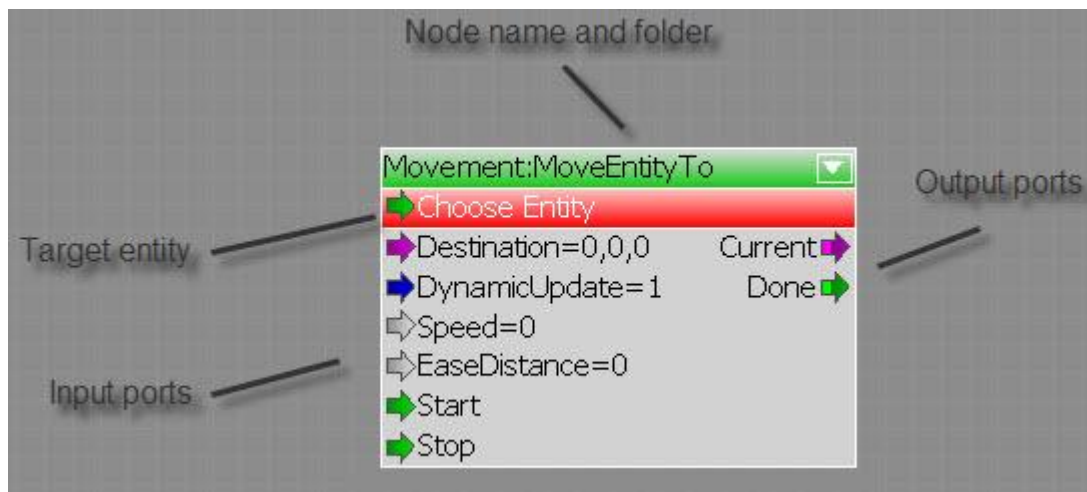 Node name and folder
Movement:MoveEntityTo
Output ports
Choose Entity
Target entity
Destination=0,0,0 Current
DynamicUpdate=1 Done
Speed=0
EaseDistance=0
Input ports
Start
Stop